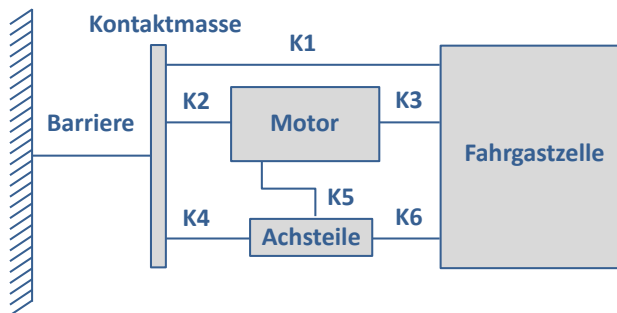 Kontaktmasse
K1
K2
K3
Barriere
Motor
Fahrgastzelle
K5
K4
K6
Achsteile